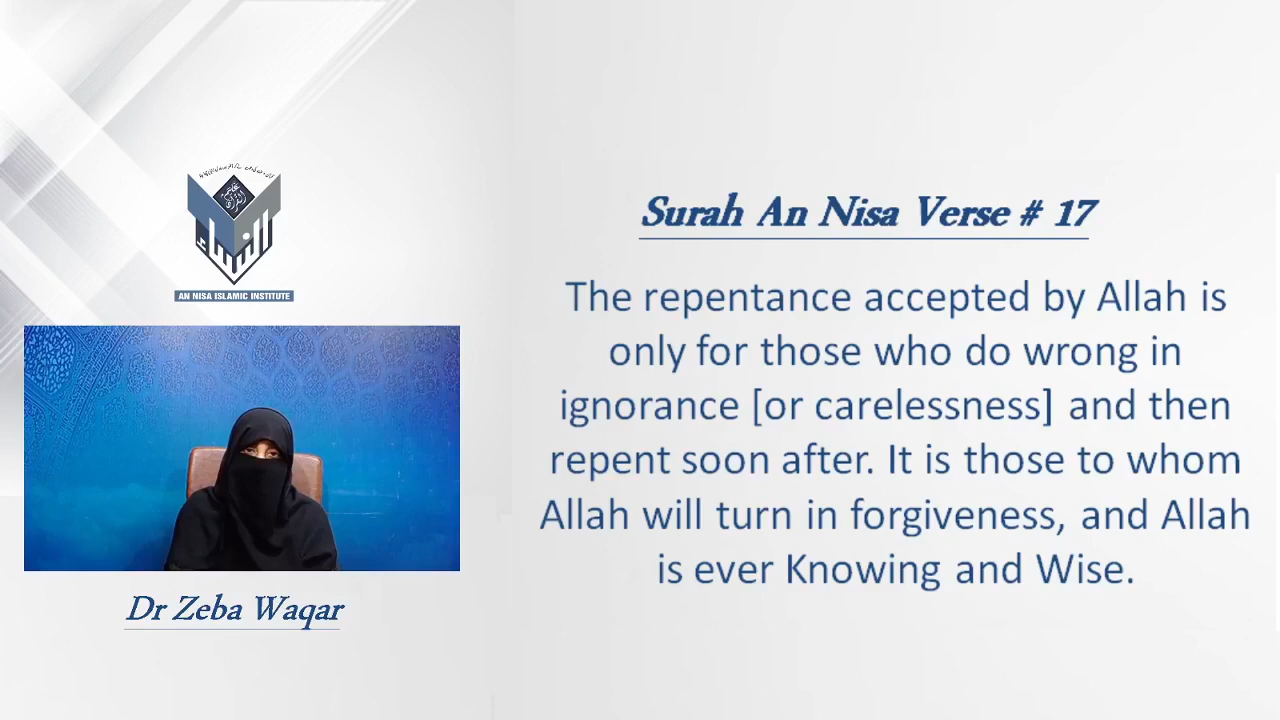 النساء
AN NISA ISLAMIC INSTITUTE
Dr Zeba Waqar
Surah An Nisa Verse # 17
The repentance accepted by Allah is
only for those who do wrong in
ignorance [or carelessness] and then
repent soon after. It is those to whom
Allah will turn in forgiveness, and Allah
is ever Knowing and Wise.